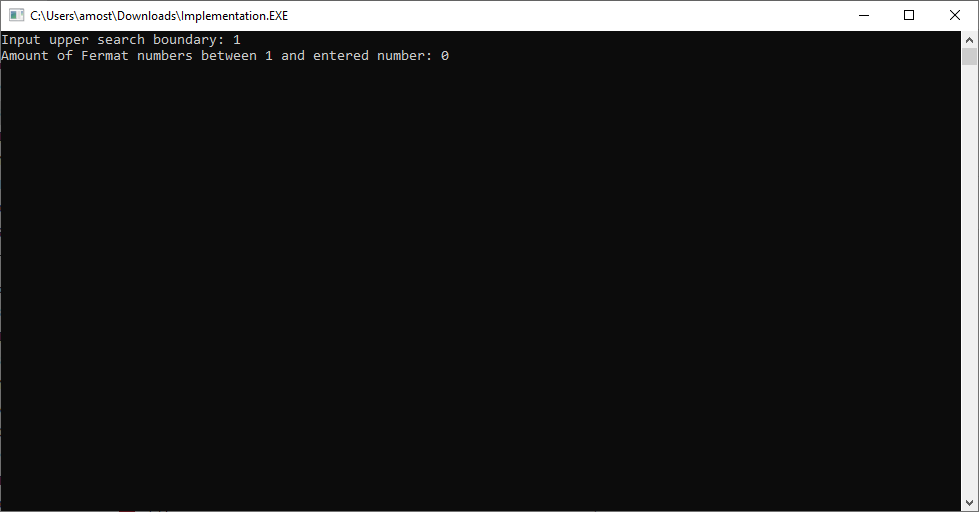 C:\Users\amost\Downloads\Implementation.EXE
Input upper search boundary: 1
Amount of Fermat numbers between 1 and entered number: 0